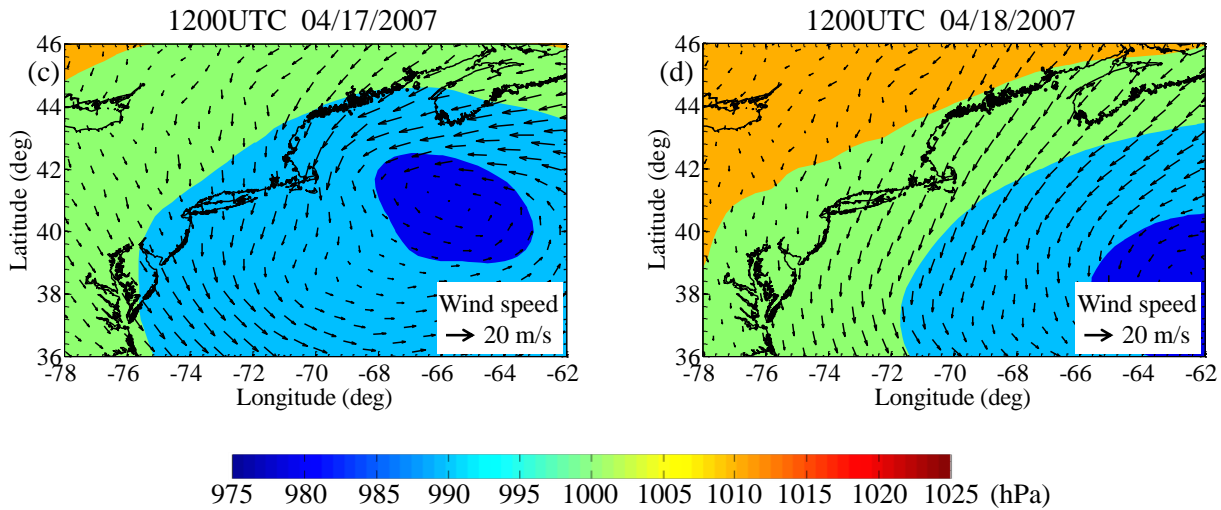 1200UTC 04/17/2007
1200UTC 04/18/2007
(c)
46
44
42
40
38
36
Latitude (deg)
Wind speed
20 m/s
-78 -76 -74 -72 -70 -68 -66 -64 -62
Longitude (deg)
(d)
46
44
42
40
38
36
Latitude (deg)
Wind speed
20 m/s
-78 -76 -74 -72 -70 -68 -66 -64 -62
Longitude (deg)
975 980 985 990 995 1000 1005 1010 1015 1020 1025 (hPa)